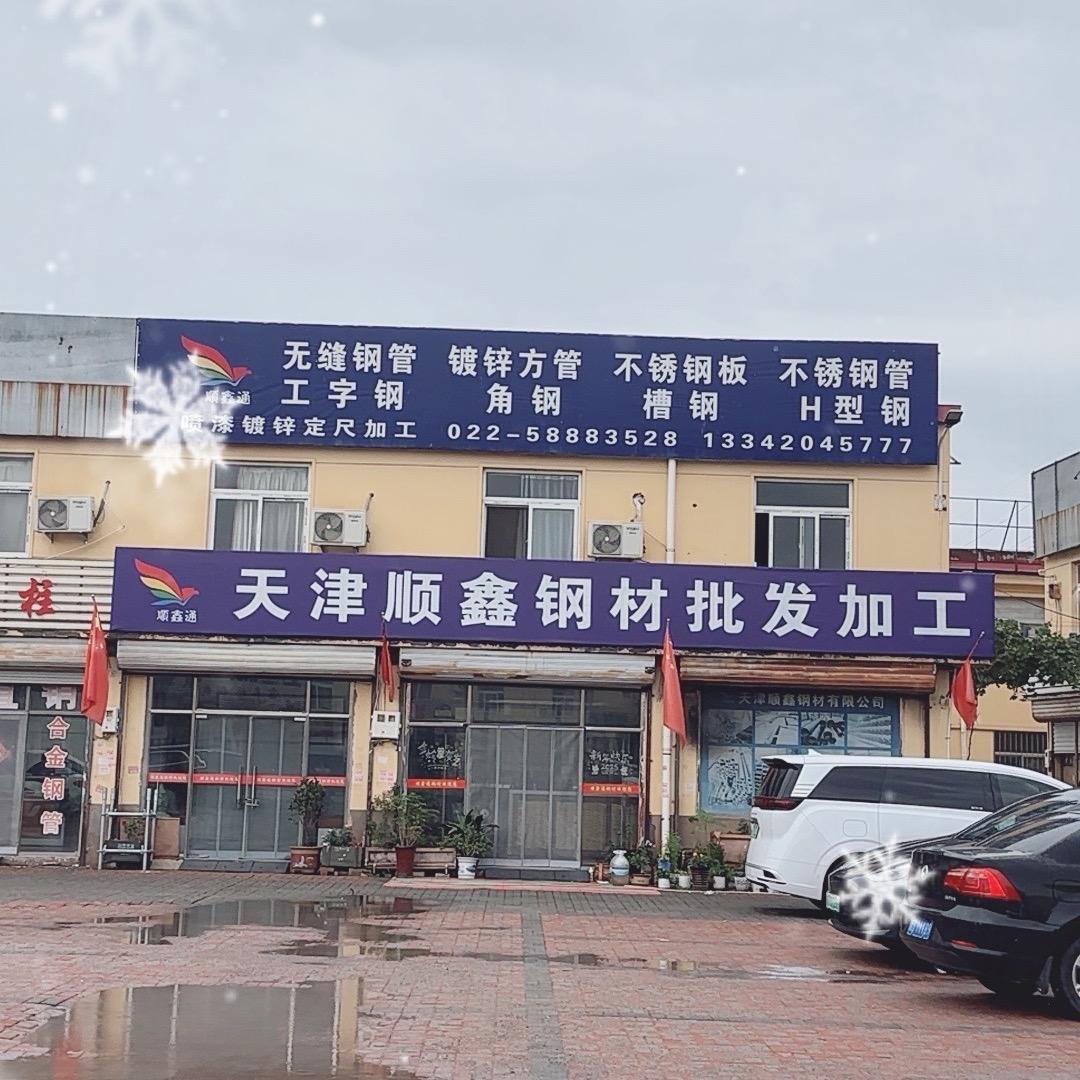 无缝钢管 镀锌方管 不锈钢板 不锈钢管
工字钢 角钢 槽钢 H型钢
顺鑫通
喷漆镀锌定尺加工 022-58883528 13342045777
顺鑫通
天津顺鑫钢材批发加工
柱
天津顺鑫钢材有限公司
合金钢管